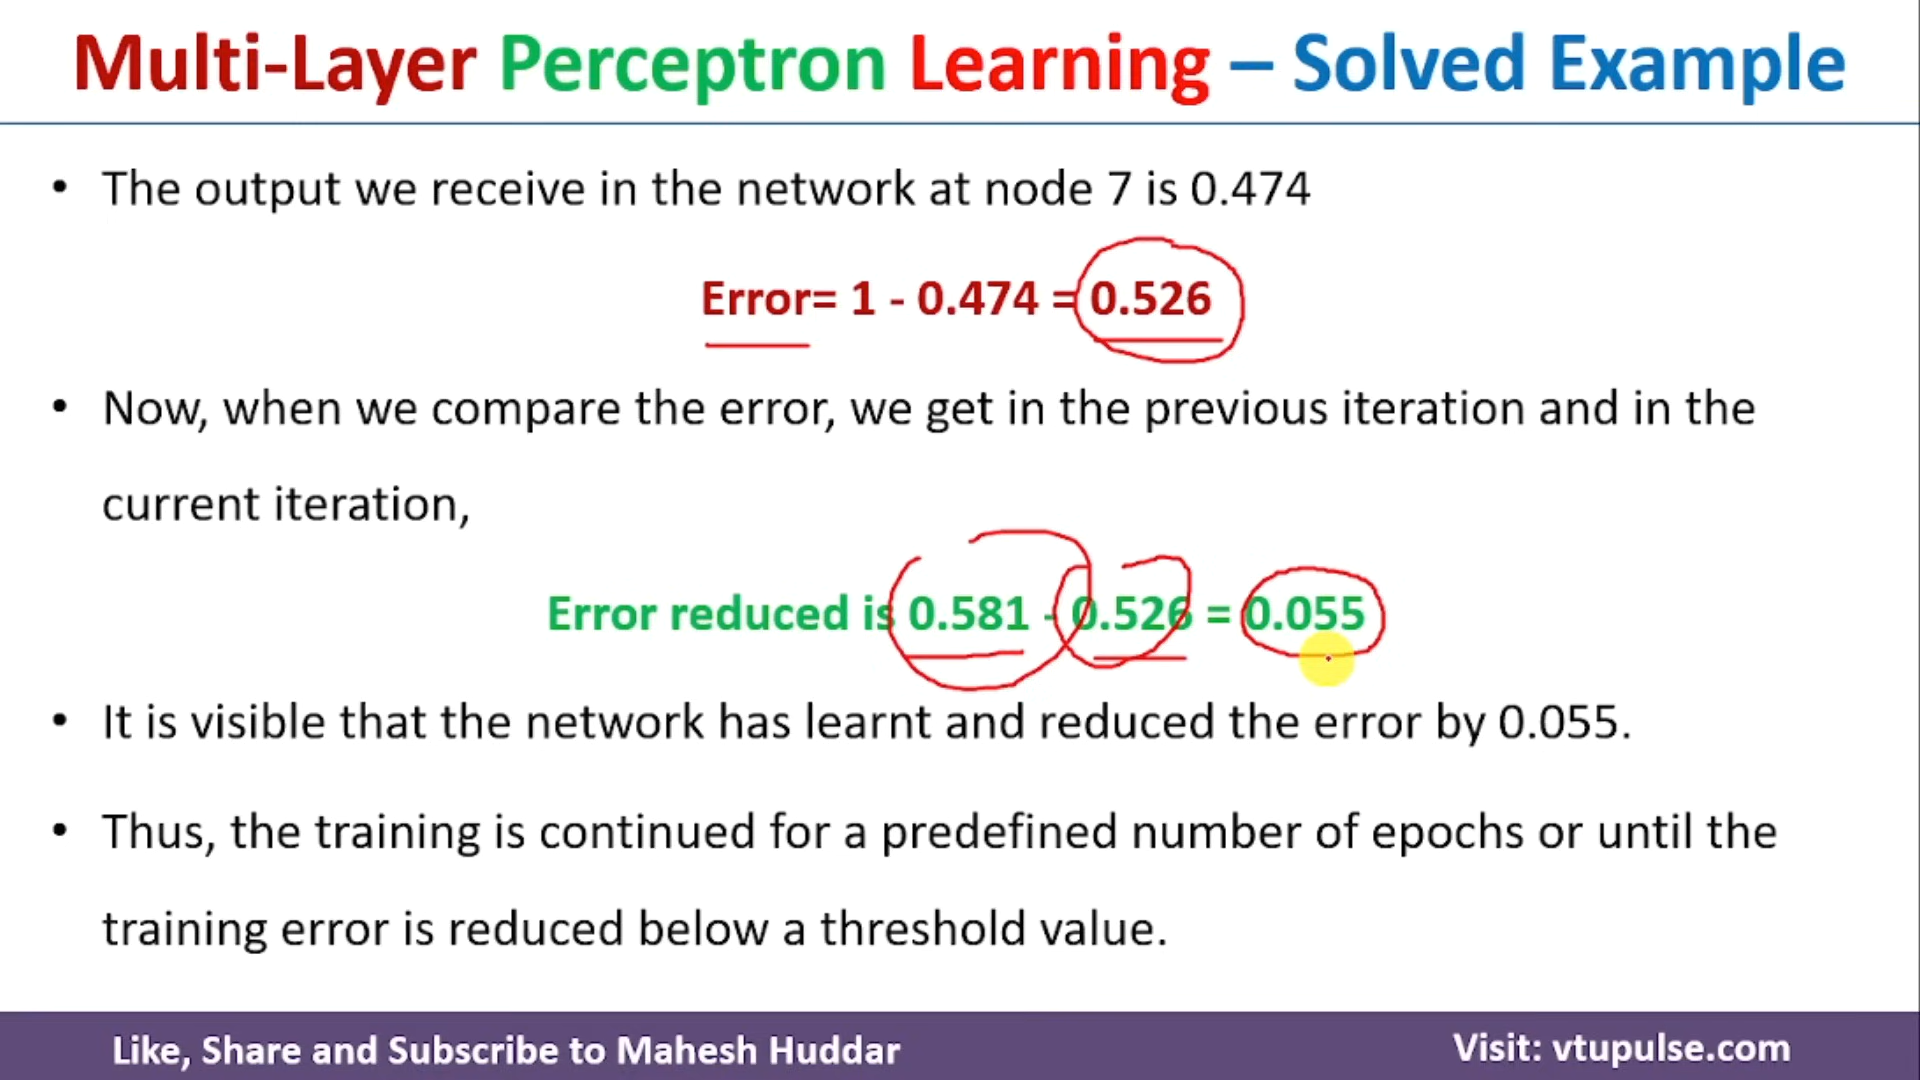 Multi-Layer Perceptron Learning – Solved Example
• The output we receive in the network at node 7 is 0.474
Error= 1 - 0.474 = 0.526
• Now, when we compare the error, we get in the previous iteration and in the
current iteration,
Error reduced is 0.581 - 0.526 = 0.055
• It is visible that the network has learnt and reduced the error by 0.055.
• Thus, the training is continued for a predefined number of epochs or until the
training error is reduced below a threshold value.
Like, Share and Subscribe to Mahesh Huddar
Visit: vtupulse.com